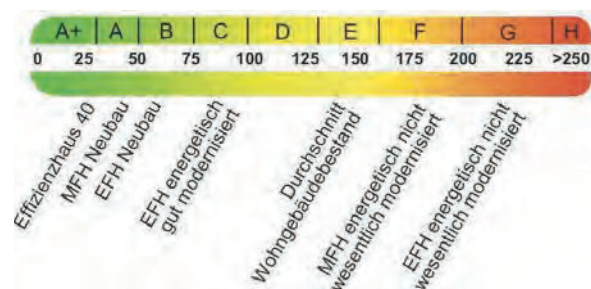 A+ A B C D E F G H
0 25 50 75 100 125 150 175 200 225 >250
Effizienzhaus 40
MFH Neubau
EFH Neubau
EFH energetisch
gut modernisiert
Durchschnitt
Wohngebäudebestand
MFH energetisch nicht
wesentlich modernisiert
EFH energetisch nicht
wesentlich modernisiert